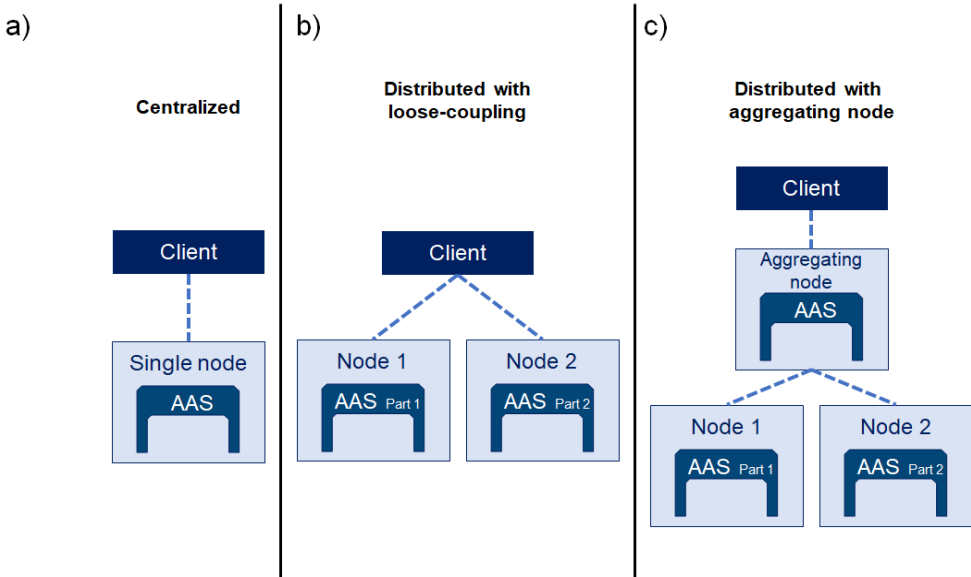 a)
Centralized
Client
Single node
AAS
b)
Distributed with
loose-coupling
Client
Node 1
AAS Part 1
Node 2
AAS Part 2
c)
Distributed with
aggregating node
Client
Aggregating
node
AAS
Node 1
AAS Part 1
Node 2
AAS Part 2